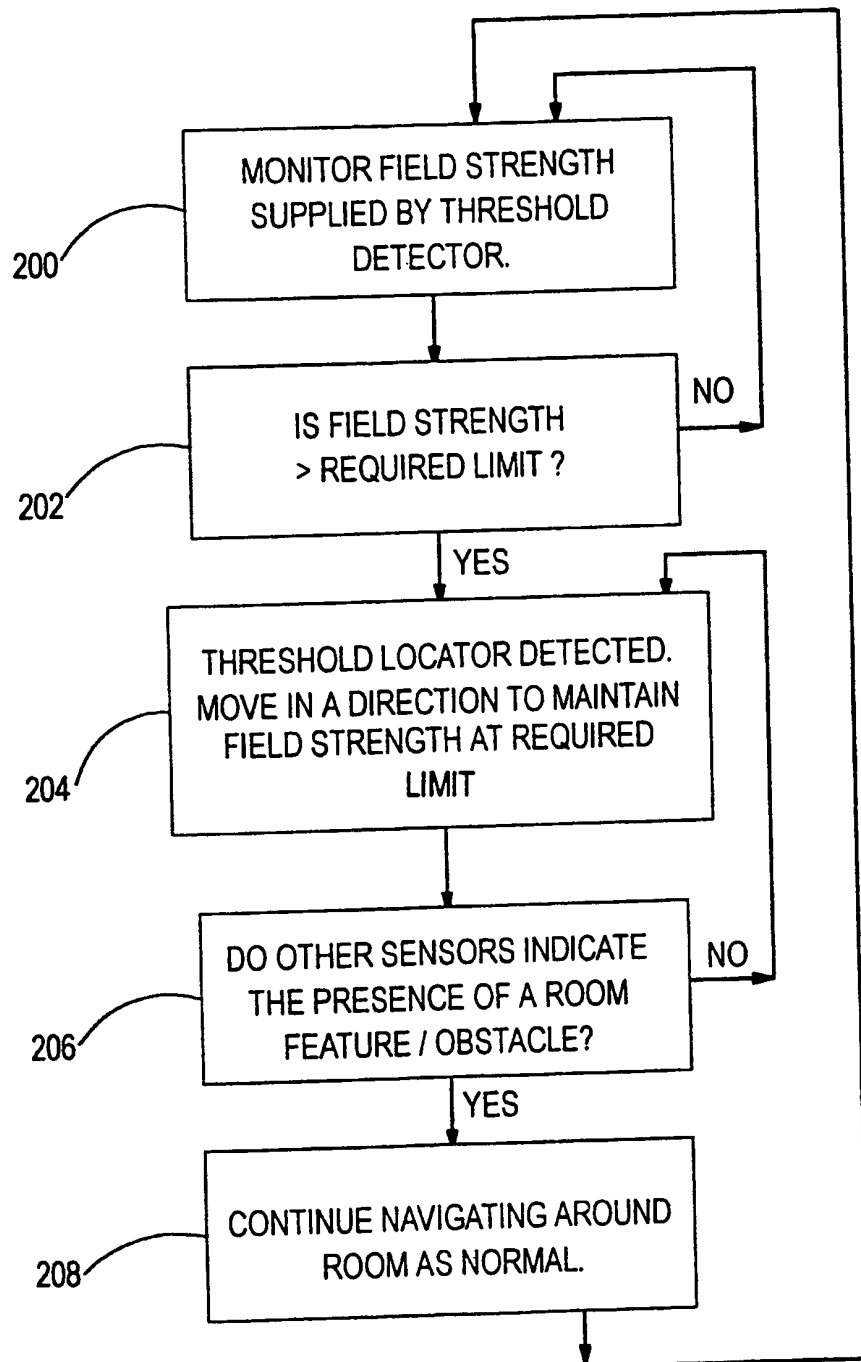 MONITOR FIELD STRENGTH
SUPPLIED BY THRESHOLD
DETECTOR.
200
IS FIELD STRENGTH
> REQUIRED LIMIT ?
NO
202
YES
THRESHOLD LOCATOR DETECTED.
MOVE IN A DIRECTION TO MAINTAIN
FIELD STRENGTH AT REQUIRED
LIMIT
204
DO OTHER SENSORS INDICATE
THE PRESENCE OF A ROOM
FEATURE / OBSTACLE?
NO
206
YES
CONTINUE NAVIGATING AROUND
ROOM AS NORMAL.
208